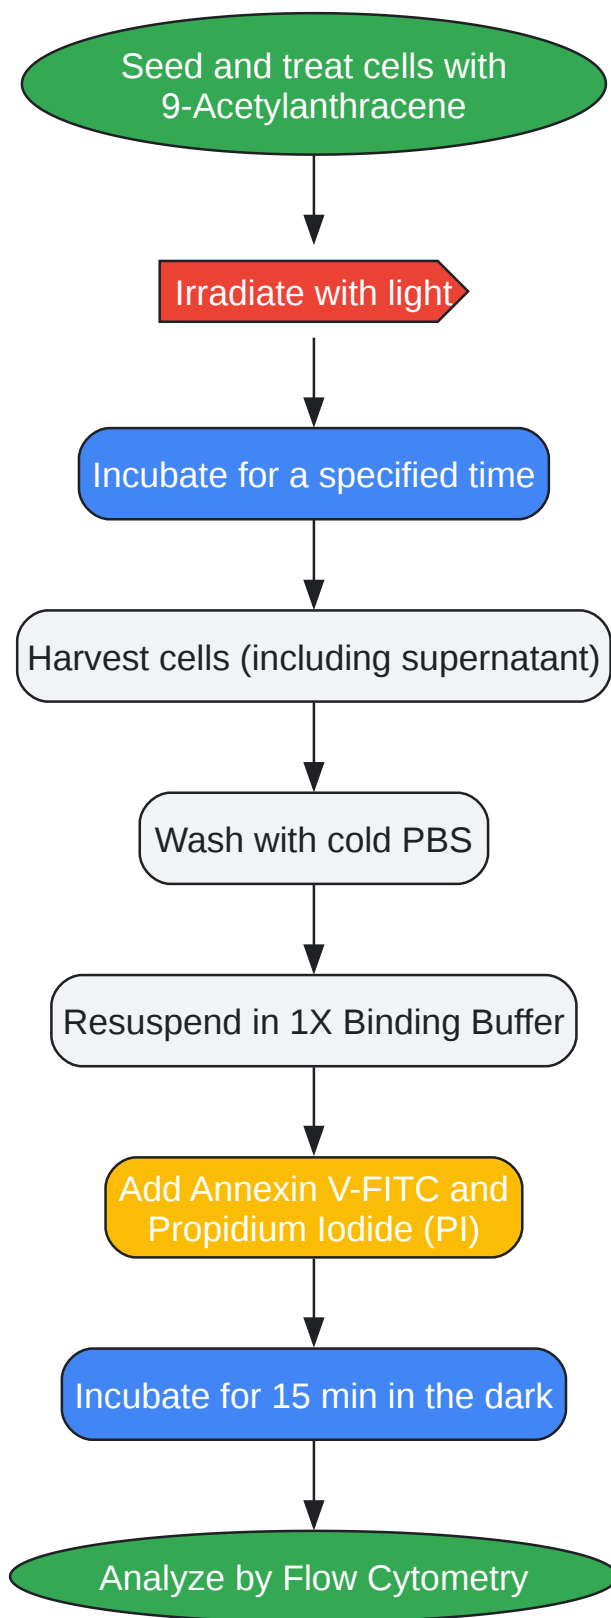 Seed and treat cells with
9-Acetylanthracene
Irradiate with light
Incubate for a specified time
Harvest cells (including supernatant)
Wash with cold PBS
Resuspend in 1X Binding Buffer
Add Annexin V-FITC and
Propidium Iodide (PI)
Incubate for 15 min in the dark
Analyze by Flow Cytometry